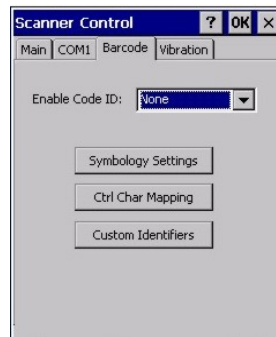 Scanner Control ? OK ×
Main COM1 Barcode Vibration
Enable Code ID: None
Symbology Settings
Ctrl Char Mapping
Custom Identifiers